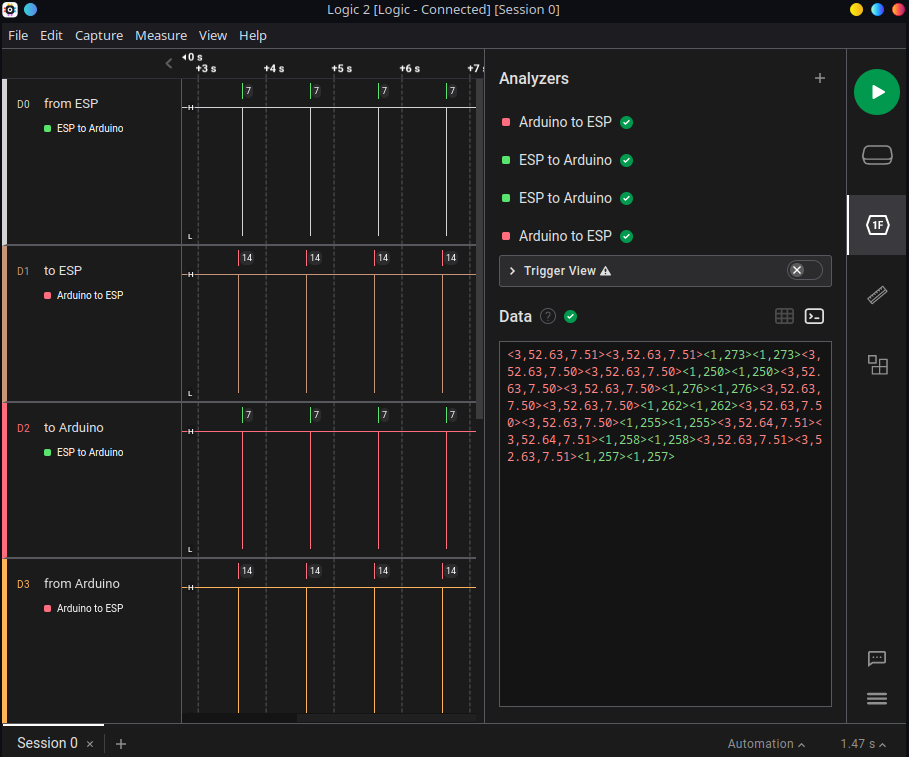 Logic 2 [Logic - Connected] [Session 0]
File Edit Capture Measure View Help
0 s
+3 s +4 s +5 s +6 s +7 s
D0 from ESP
ESP to Arduino
H
L
7 7 7 7
D1 to ESP
Arduino to ESP
H
L
14 14 14 14
D2 to Arduino
ESP to Arduino
H
L
7 7 7 7
D3 from Arduino
Arduino to ESP
H
14 14 14 14
Analyzers +
Arduino to ESP
ESP to Arduino
ESP to Arduino
Arduino to ESP
Trigger View
Data ?
<3,52.63,7.51><3,52.63,7.51><1,273><1,273><3,
52.63,7.50><3,52.63,7.50><1,250><1,250><3,52.
63,7.50><3,52.63,7.50><1,276><1,276><3,52.63,
7.50><3,52.63,7.50><1,262><1,262><3,52.63,7.5
0><3,52.63,7.50><1,255><1,255><3,52.64,7.51><
3,52.64,7.51><1,258><1,258><3,52.63,7.51><3,5
2.63,7.51><1,257><1,257>
1F
Session 0 × +
Automation
1.47 s